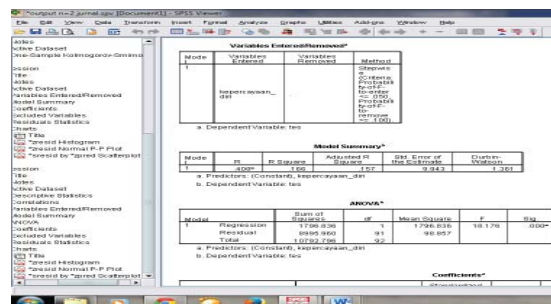 *output n=2 jurnal.spv [Document1] - SPSS Viewer
File Edit View Data Transform Insert Format Analyze Graphs Utilities Add-ons Window Help
Notes
Active Dataset
One-Sample Kolmogorov-Smirno
Title
Notes
Active Dataset
Variables Entered/Removed
Model Summary
Coefficients
Excluded Variables
Residuals Statistics
Charts
Title
*zresid Histogram
*zresid Normal P-P Plot
*sresid by *zpred Scatterplot
Title
Notes
Active Dataset
Descriptive Statistics
Correlations
Variables Entered/Removed
Model Summary
ANOVA
Coefficients
Excluded Variables
Residuals Statistics
Charts
Title
*zresid Histogram
*zresid Normal P-P Plot
*sresid by *zpred Scatterplot
Variables Entered/Removed
Model Variables Entered Variables Removed Method
1 kepercayaan_diri . Stepwise (Criteria: Probability-of-F-to-enter <= .050, Probability-of-F-to-remove <= .100).
a. Dependent Variable: tes
Model Summary
Model R R Square Adjusted R Square Std. Error of the Estimate Durbin-Watson
1 .166 .157 9.943
a. Predictors: (Constant), kepercayaan_diri
b. Dependent Variable: tes
ANOVA
Model Sum of Squares df Mean Square F Sig.
1 Regression 1796.836 1 1796.836 18.176 .000
Residual 8995.960 91 98.857
Total 10792.796 92
a. Predictors: (Constant), kepercayaan_diri
b. Dependent Variable: tes
Coefficients
Standardized